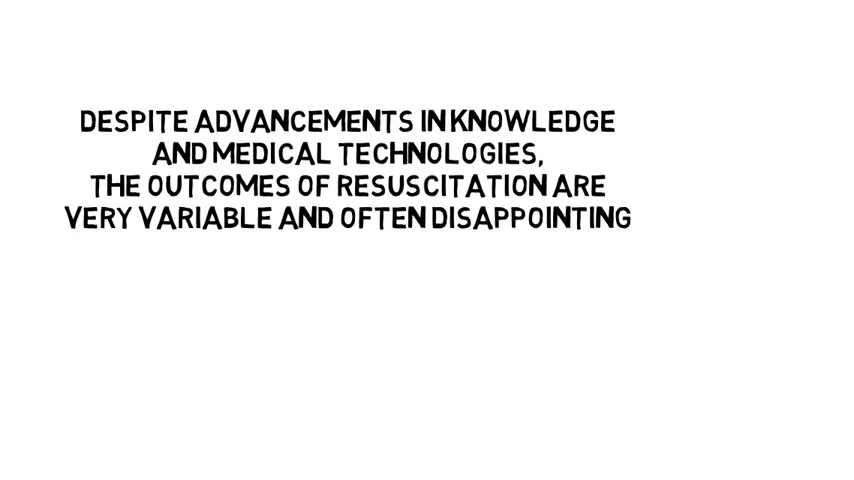 DESPITE ADVANCEMENTS IN KNOWLEDGE
AND MEDICAL TECHNOLOGIES,
THE OUTCOMES OF RESUSCITATION ARE
VERY VARIABLE AND OFTEN DISAPPOINTING